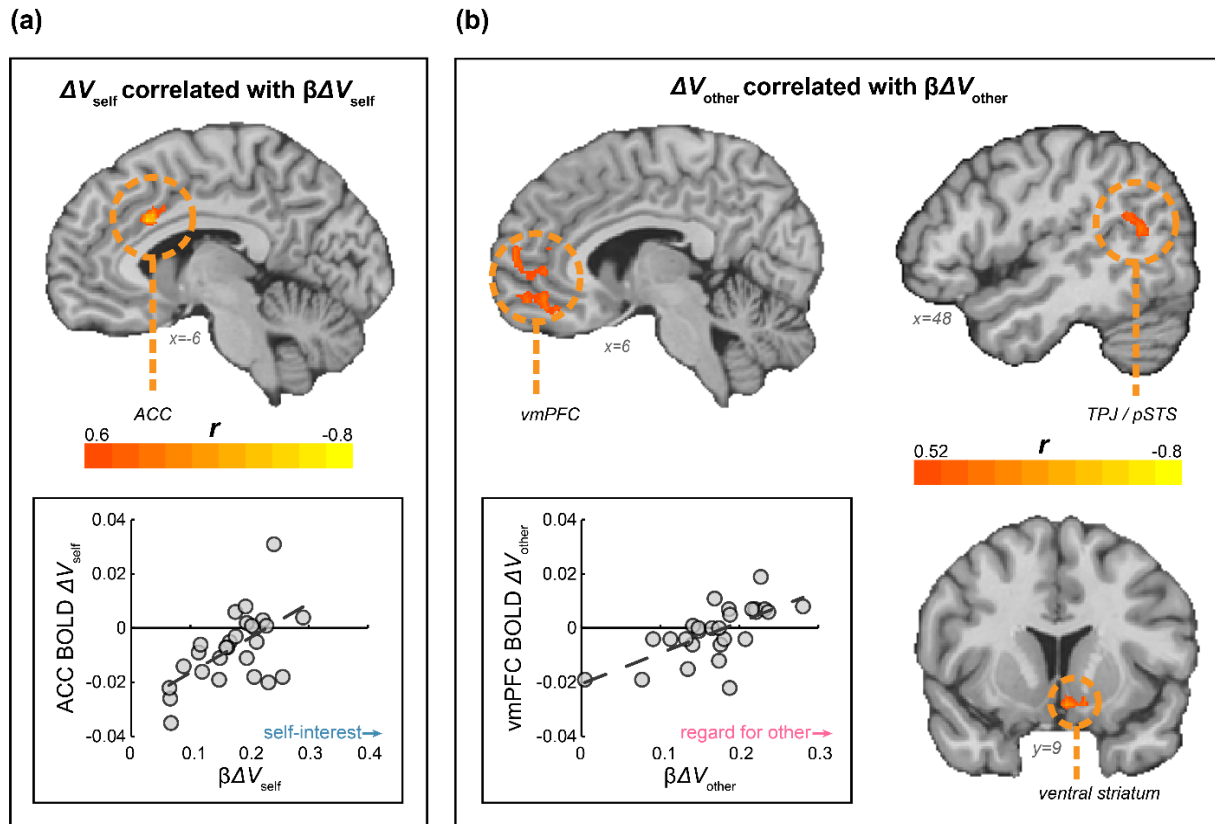 (a)
ΔVself correlated with βΔVself
x=-6
ACC
0.6 r -0.8
0.04
0.02
0
-0.02
-0.04
ACC BOLD ΔVself
self-interest→
0.1 0.2 0.3 0.4
βΔVself
(b)
ΔVother correlated with βΔVother
x=6
x=48
vmPFC
TPJ / pSTS
0.52 r -0.8
0.04
0.02
0
-0.02
-0.04
vmPFC BOLD ΔVother
regard for other→
0 0.1 0.2 0.3
βΔVother
y=9
ventral striatum